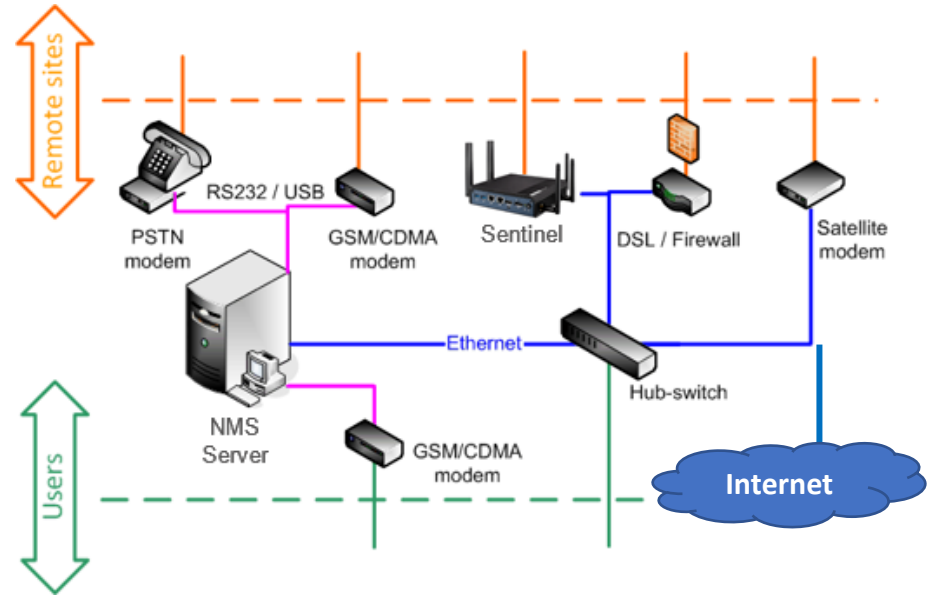 Remote sites
RS232 / USB
PSTN
modem
GSM/CDMA
modem
Sentinel
DSL / Firewall
Satellite
modem
Ethernet
Hub-switch
NMS
Server
GSM/CDMA
modem
Users
Internet